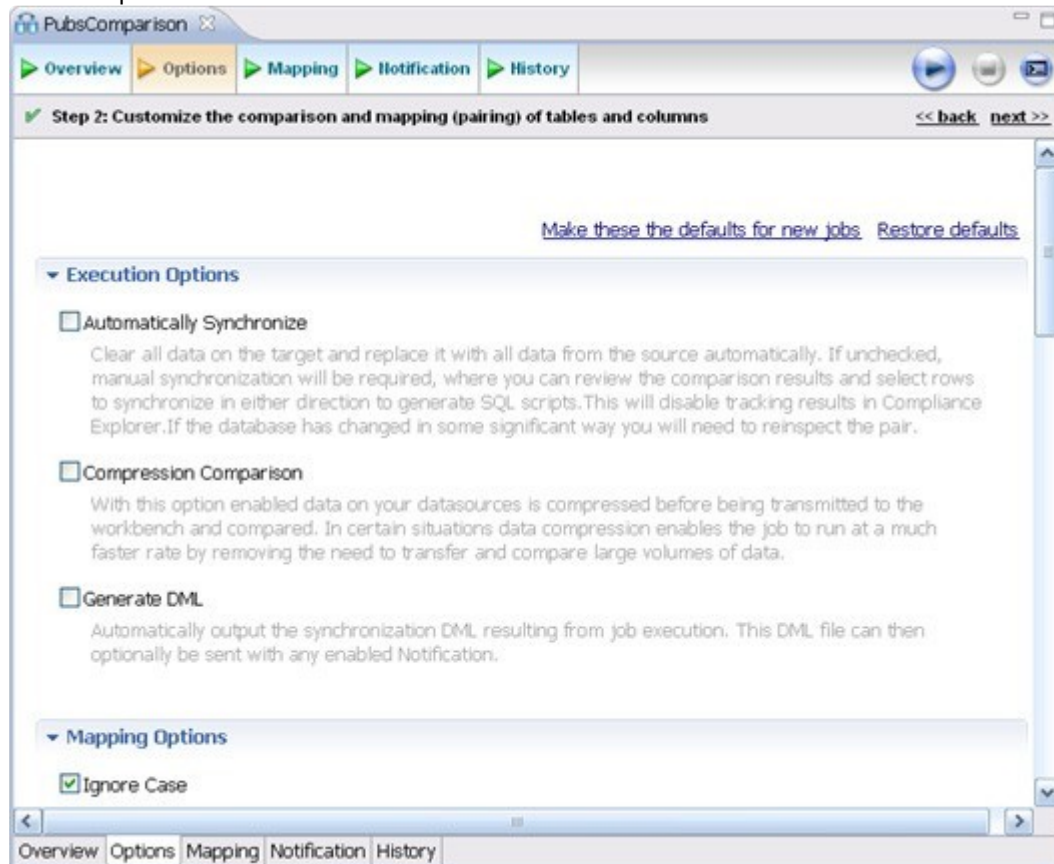 PubsComparison
Overview Options Mapping Notification History
Step 2: Customize the comparison and mapping (pairing) of tables and columns << back next >>
Make these the defaults for new jobs Restore defaults
Execution Options
Automatically Synchronize
Clear all data on the target and replace it with all data from the source automatically. If unchecked,
manual synchronization will be required, where you can review the comparison results and select rows
to synchronize in either direction to generate SQL scripts.This will disable tracking results in Compliance
Explorer.If the database has changed in some significant way you will need to reinspect the pair.
Compression Comparison
With this option enabled data on your datasources is compressed before being transmitted to the
workbench and compared. In certain situations data compression enables the job to run at a much
faster rate by removing the need to transfer and compare large volumes of data.
Generate DML
Automatically output the synchronization DML resulting from job execution. This DML file can then
optionally be sent with any enabled Notification.
Mapping Options
Ignore Case
Overview Options Mapping Notification History